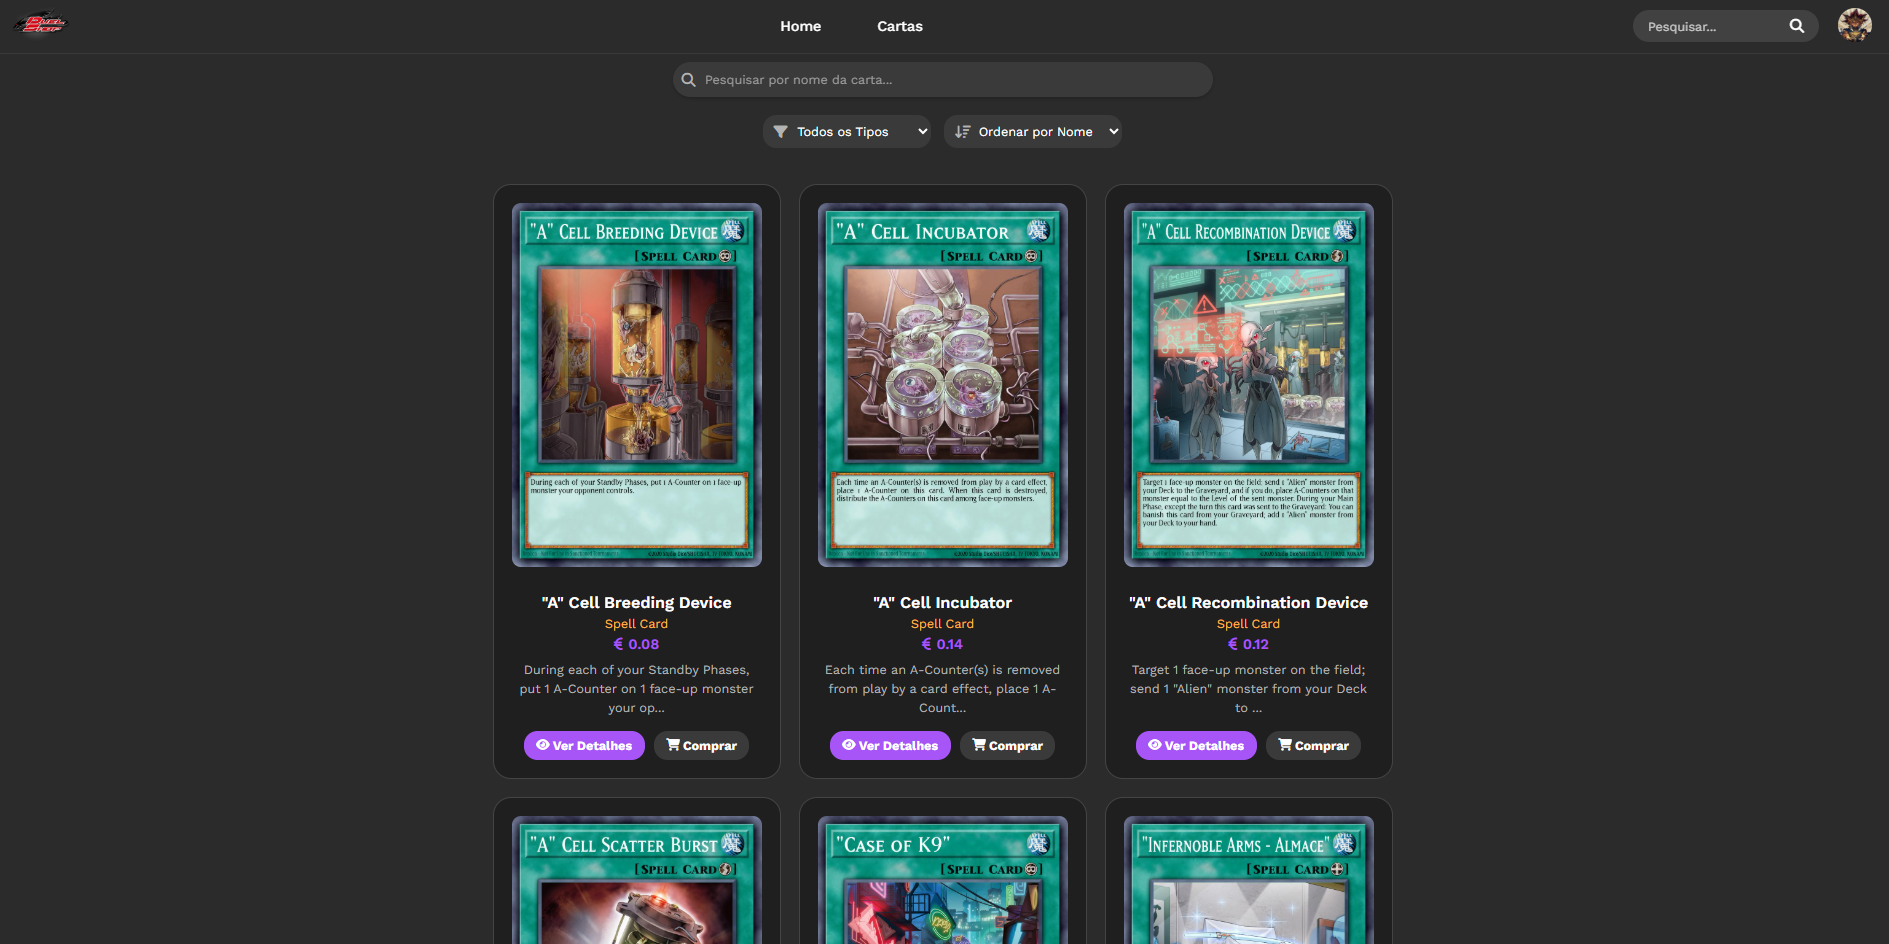 DUEL
Home
Cartas
Pesquisar...
Pesquisar por nome da carta...
Todos os Tipos
Ordenar por Nome
"A" Cell Breeding Device
[Spell Card]
During each of your Standby Phases, put 1 A-Counter on 1 face-up
monster your opponent controls.
"A" Cell Incubator
[Spell Card]
Each time an A-Counter(s) is removed from play by a card effect,
place 1 A-Counter on this card. When this card is destroyed,
distribute the A-Counters on this card among face-up monsters.
"A" Cell Recombination Device
[Spell Card]
Target 1 face-up monster on the field; send 1 "Alien" monster from
your Deck to the Graveyard, and if you do, place A-Counters on that
monster equal to the Level of the sent monster. During your Main
Phase, except the turn this card was sent to the Graveyard: You can
banish this card from your Graveyard; add 1 "Alien" monster from
your Deck to your hand.
"A" Cell Breeding Device
Spell Card
€ 0.08
During each of your Standby Phases,
put 1 A-Counter on 1 face-up monster
your op...
Ver Detalhes
Comprar
"A" Cell Incubator
Spell Card
€ 0.14
Each time an A-Counter(s) is removed
from play by a card effect, place 1 A-
Count...
Ver Detalhes
Comprar
"A" Cell Recombination Device
Spell Card
€ 0.12
Target 1 face-up monster on the field;
send 1 "Alien" monster from your Deck
to ...
Ver Detalhes
Comprar
"A" Cell Scatter Burst
[Spell Card]
"Case of K9"
[Spell Card]
"Infernoble Arms - Almace"
[Spell Card]